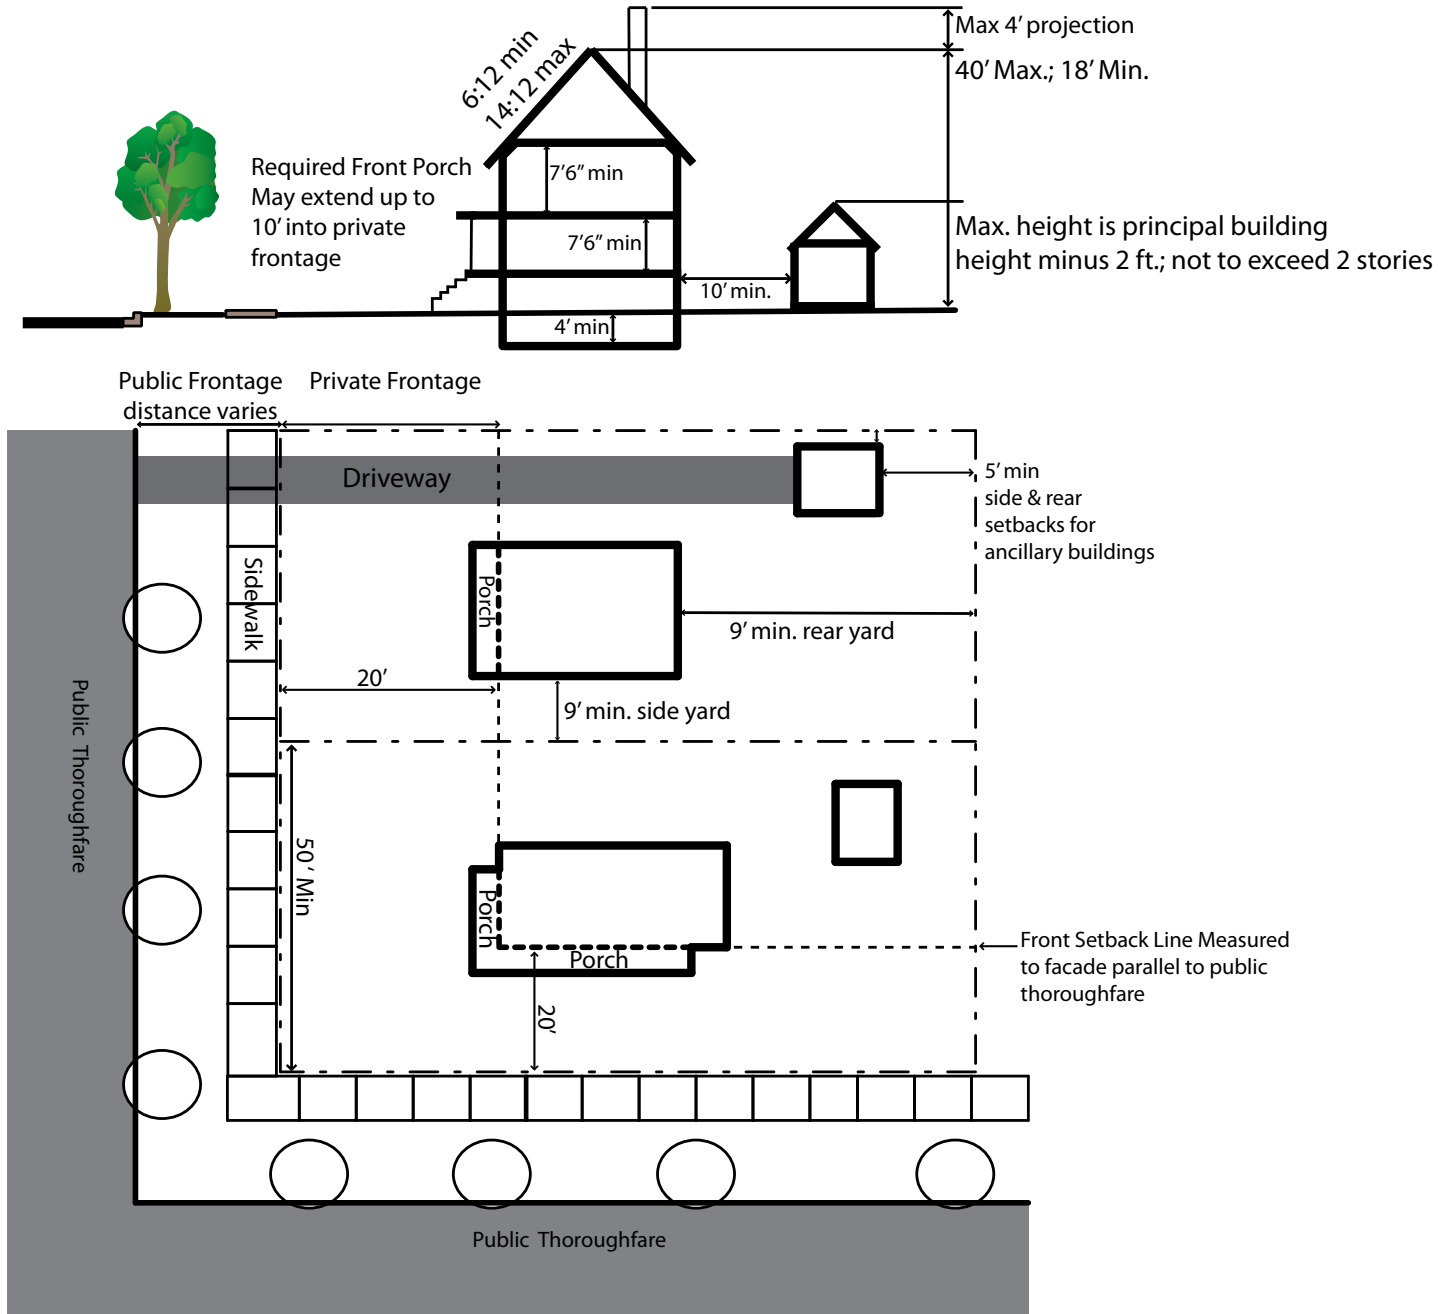 Max 4’ projection
40’ Max.; 18’ Min.
6:12 min
14:12 max
Required Front Porch
May extend up to
10’ into private
frontage
7’6” min
7’6” min
Max. height is principal building
height minus 2 ft.; not to exceed 2 stories
10’ min.
4’ min
Public Frontage
distance varies
Private Frontage
Driveway
5’ min
side & rear
setbacks for
ancillary buildings
Sidewalk
Porch
9’ min. rear yard
20’
9’ min. side yard
Public Thoroughfare
50 ’ Min
Porch
Porch
Front Setback Line Measured
to facade parallel to public
thoroughfare
20’
Public Thoroughfare